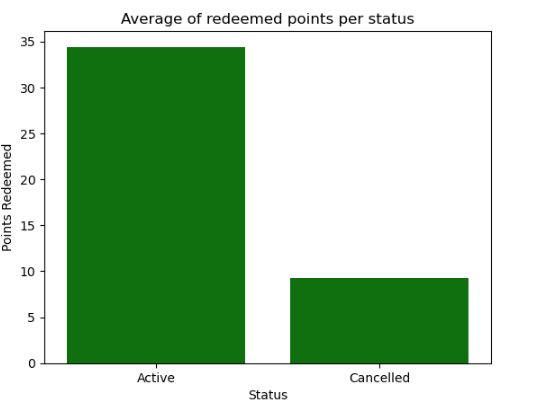 Average of redeemed points per status
Points Redeemed
35
30
25
20
15
10
5
0
Active
Cancelled
Status